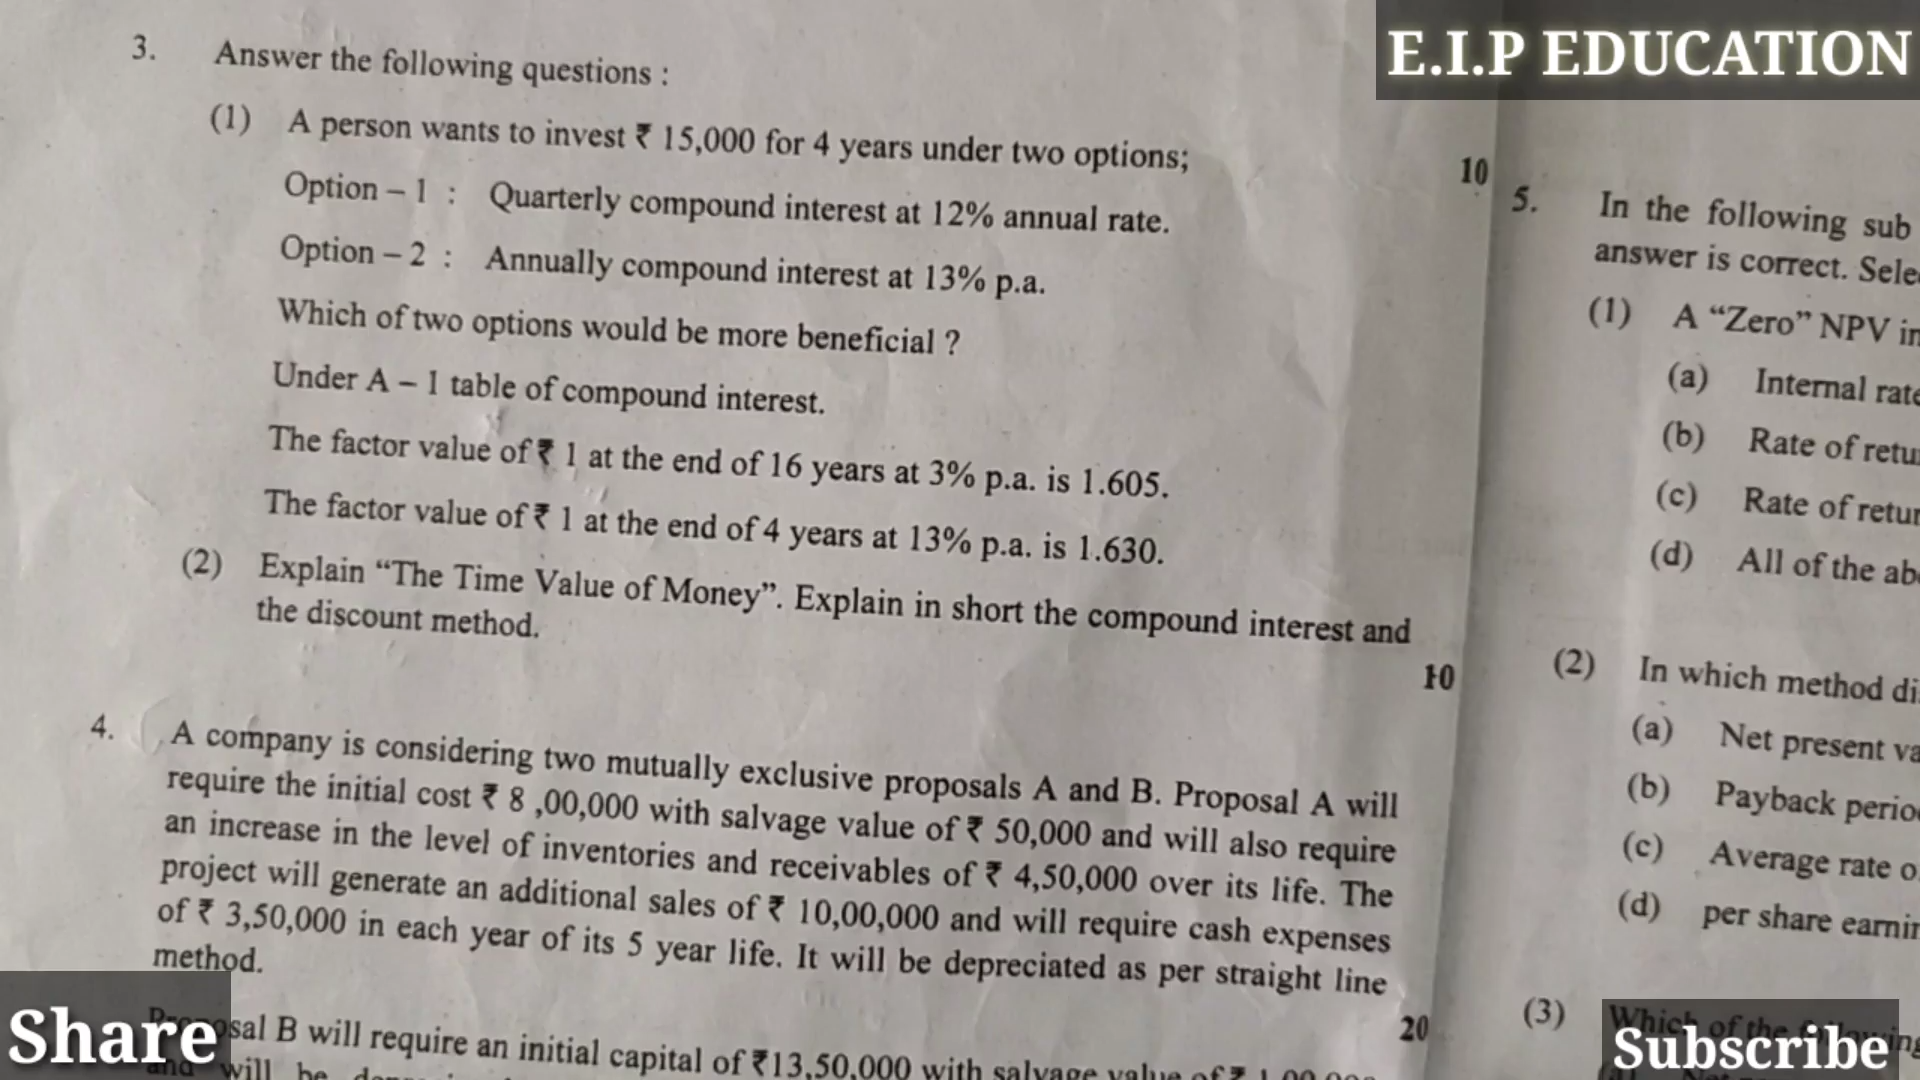 E.I.P EDUCATION
3. Answer the following questions :
(1) A person wants to invest ₹ 15,000 for 4 years under two options; 10
Option – 1 : Quarterly compound interest at 12% annual rate.
Option – 2 : Annually compound interest at 13% p.a.
Which of two options would be more beneficial ?
Under A – 1 table of compound interest.
The factor value of ₹ 1 at the end of 16 years at 3% p.a. is 1.605.
The factor value of ₹ 1 at the end of 4 years at 13% p.a. is 1.630.
(2) Explain “The Time Value of Money”. Explain in short the compound interest and
the discount method. 10
4. A company is considering two mutually exclusive proposals A and B. Proposal A will
require the initial cost ₹ 8 ,00,000 with salvage value of ₹ 50,000 and will also require
an increase in the level of inventories and receivables of ₹ 4,50,000 over its life. The
project will generate an additional sales of ₹ 10,00,000 and will require cash expenses
of ₹ 3,50,000 in each year of its 5 year life. It will be depreciated as per straight line
method. 20
B will require an initial capital of ₹13,50,000 with salvage value of ₹
will be
5. In the following sub
answer is correct.
(1) A “Zero” NPV
(a) Internal
(b) Rate of
(c) Rate of
(d) All of the
(2) In which method
(a) Net present
(b) Payback
(c) Average rate
(d) per share
(3) Which of the
Share
Subscribe